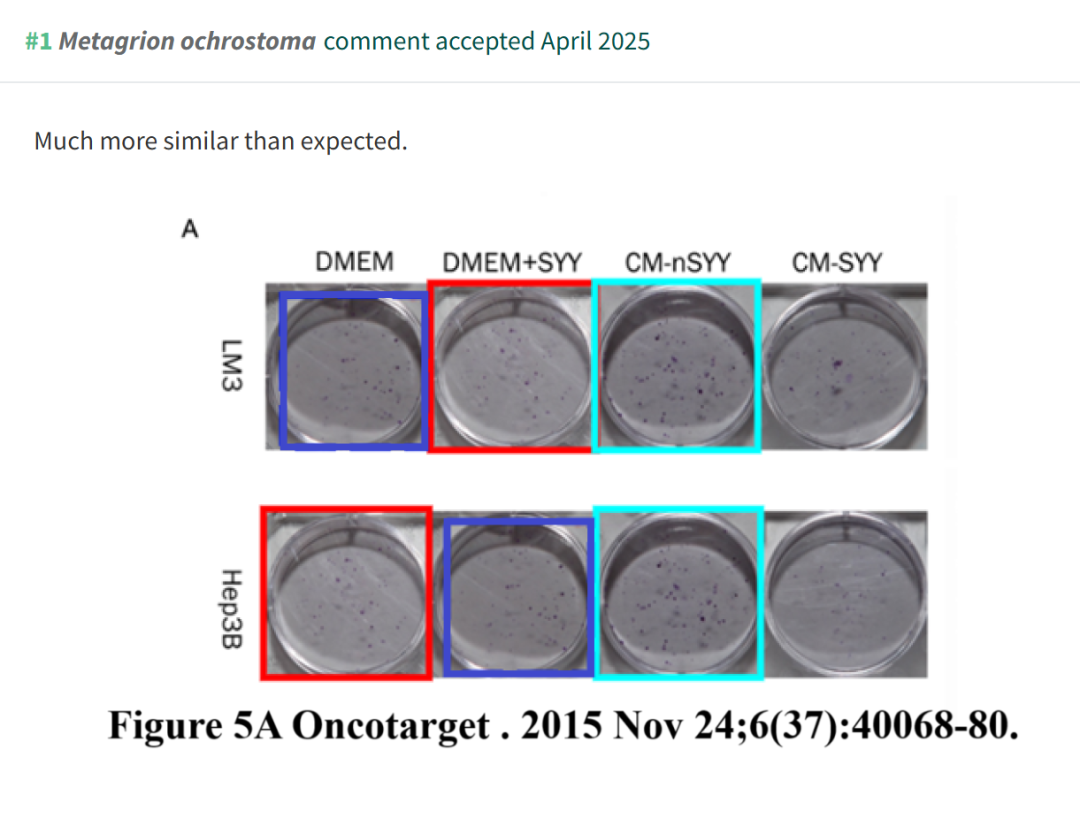 #1 Metagrion ochrostoma comment accepted April 2025
Much more similar than expected.
A
DMEM DMEM+SYY CM-nSYY CM-SYY
LM3
Hep3B
Figure 5A Oncotarget . 2015 Nov 24;6(37):40068-80.